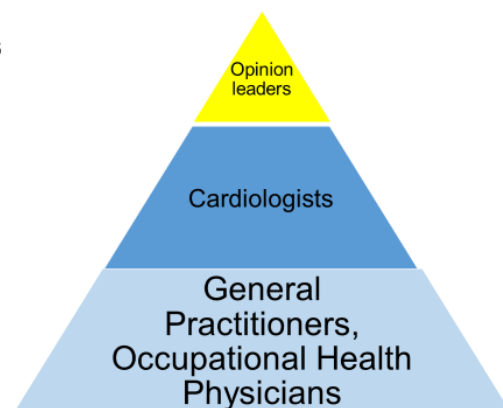 Opinion
leaders
Cardiologists
General
Practitioners,
Occupational Health
Physicians